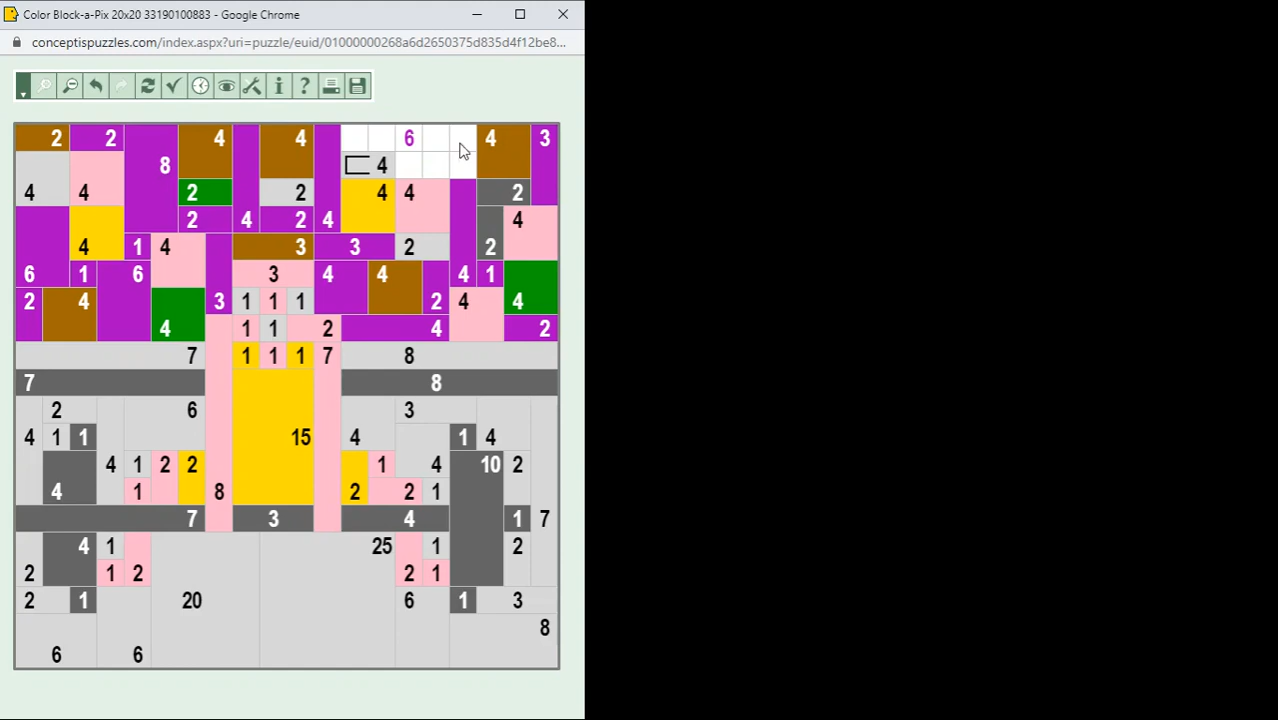 Color Block-a-Pix 20x20 33190100883 - Google Chrome
conceptispuzzles.com/index.aspx?uri=puzzle/euid/01000000268a6d2650375d835d4f12be8...
i ?
2 2 4 4 6 4 3
8 4
4 4 2 2 4 4 2
2 4 2 4 4
4 1 4 3 3 2 2
6 1 6 3 4 4 4 1
2 4 3 1 1 1 2 4 4
4 1 1 2 4 2
7 1 1 1 7 8
7 8
2 6 3
4 1 1 15 4 1 4
4 1 2 2 1 4 10 2
4 1 8 2 2 1
7 3 4 1 7
4 1 25 1 2
2 1 2 2 1
2 1 20 6 1 3
8
6 6